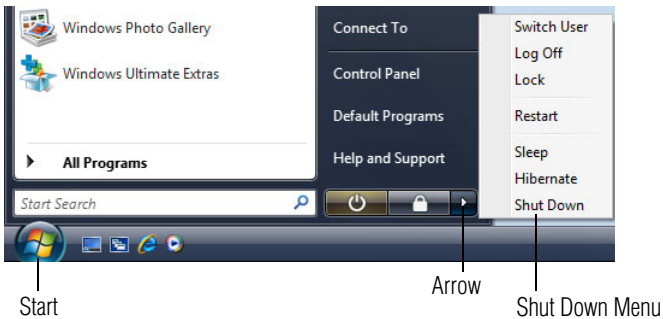 Windows Photo Gallery
Windows Ultimate Extras
All Programs
Start Search
Connect To
Control Panel
Default Programs
Help and Support
Switch User
Log Off
Lock
Restart
Sleep
Hibernate
Shut Down
Start
Arrow
Shut Down Menu